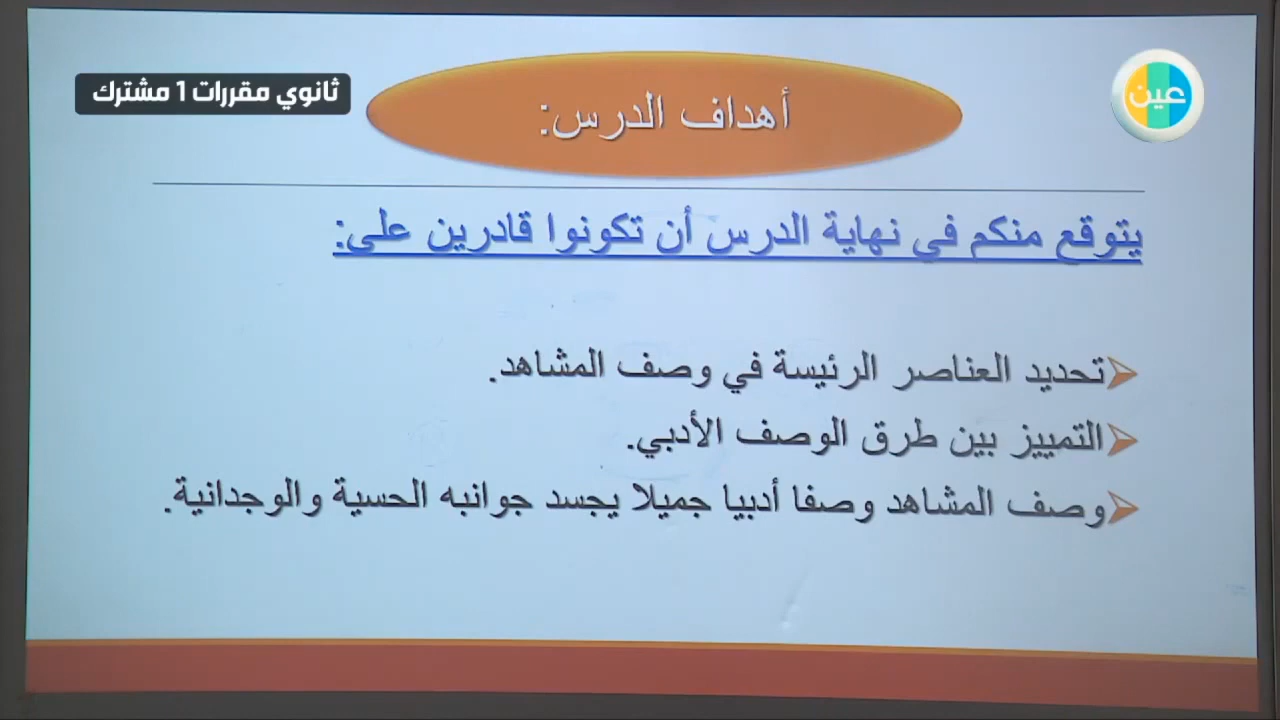 عين
ثانوي مقررات 1 مشترك
أهداف الدرس:
يتوقع منكم في نهاية الدرس أن تكونوا قادرين على:
تحديد العناصر الرئيسة في وصف المشاهد.
التمييز بين طرق الوصف الأدبي.
وصف المشاهد وصفا أدبيا جميلا يجسد جوانبه الحسية والوجدانية.